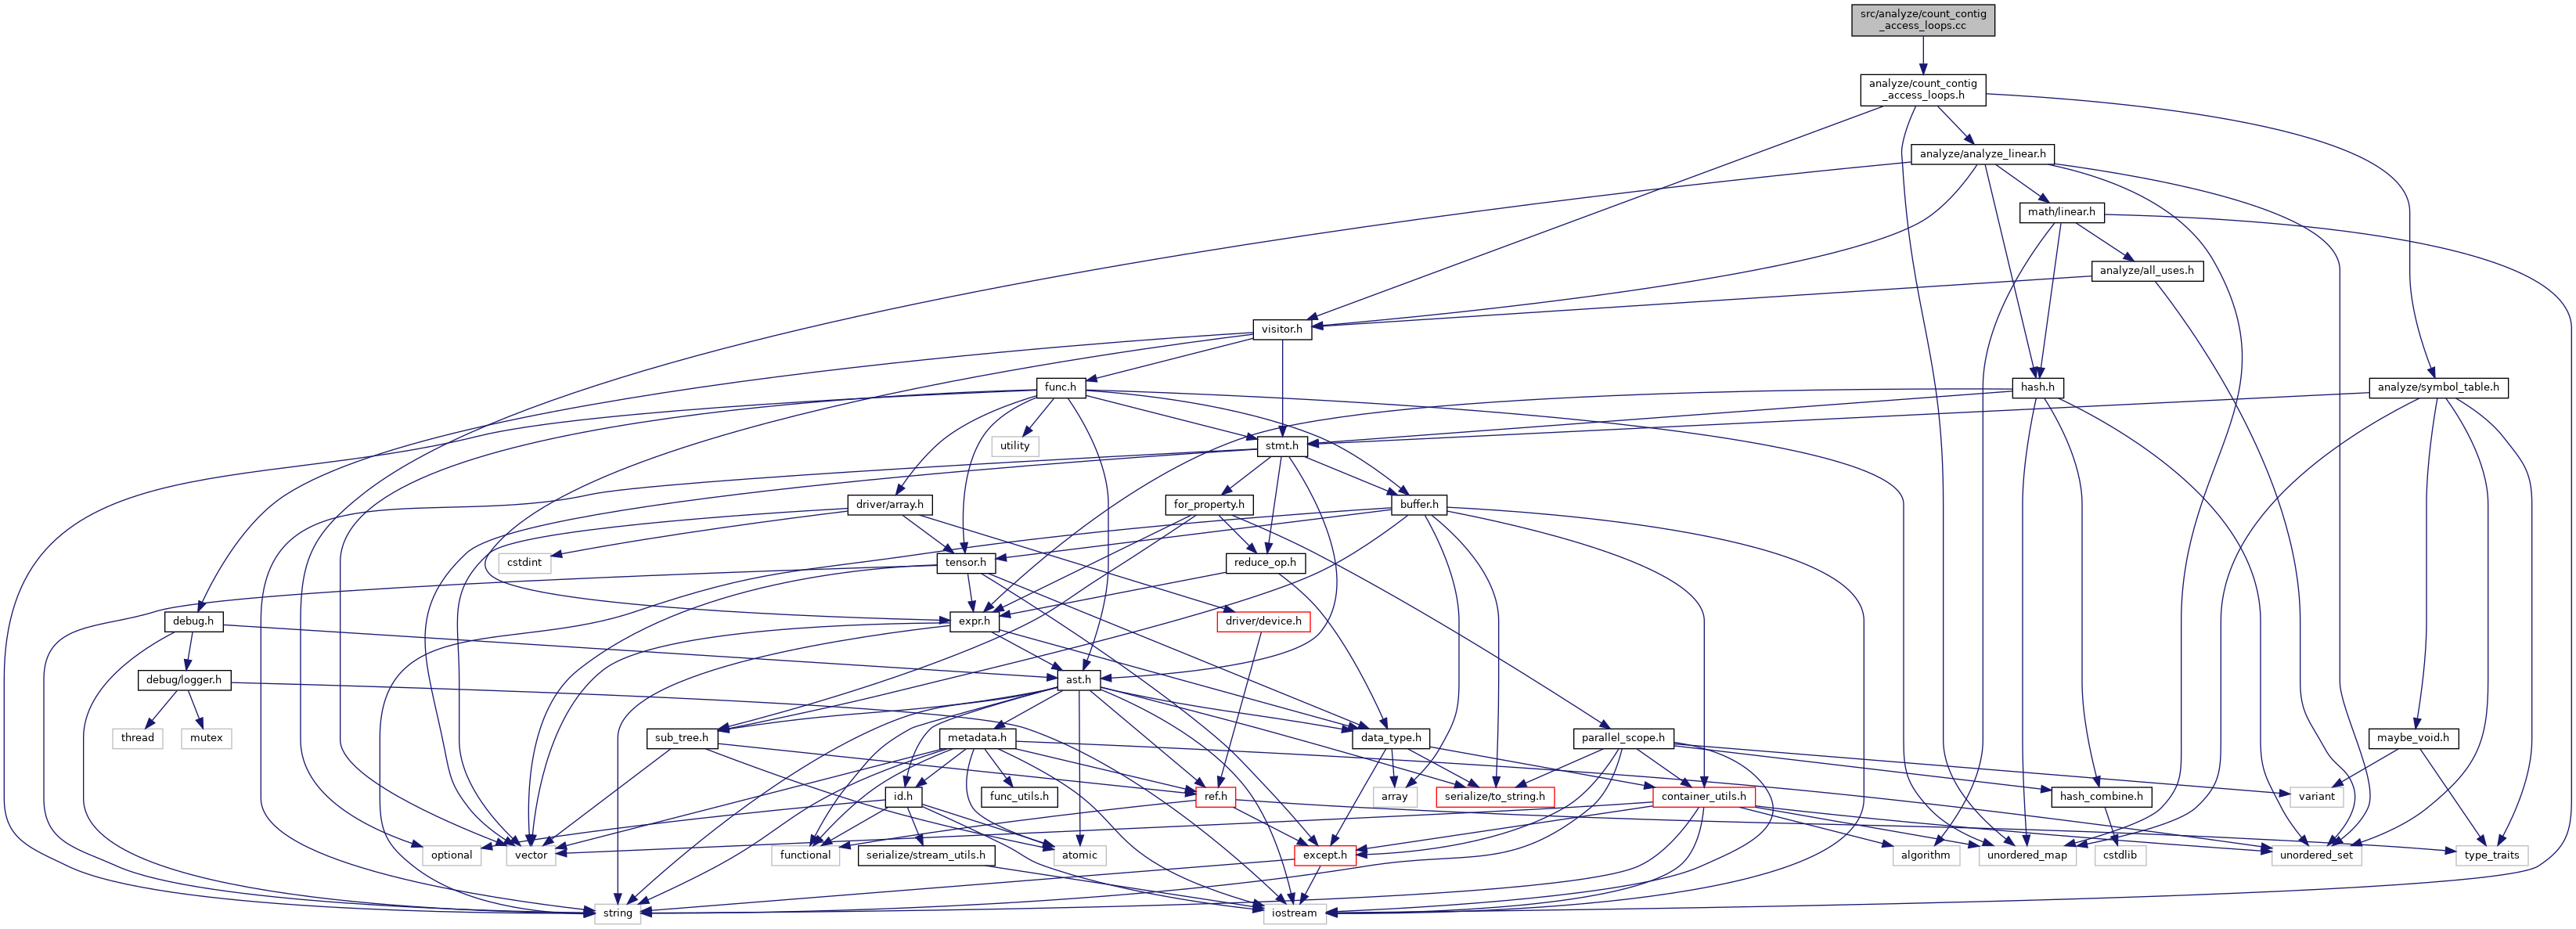 src/analyze/count_contig
_access_loops.cc
analyze/count_contig
_access_loops.h
analyze/analyze_linear.h
math/linear.h
analyze/all_uses.h
visitor.h
func.h
hash.h
analyze/symbol_table.h
utility
stmt.h
driver/array.h
for_property.h
buffer.h
cstdint
tensor.h
reduce_op.h
debug.h
expr.h
driver/device.h
debug/logger.h
ast.h
thread
mutex
sub_tree.h
metadata.h
data_type.h
parallel_scope.h
maybe_void.h
id.h
func_utils.h
ref.h
array
serialize/to_string.h
container_utils.h
hash_combine.h
variant
optional
vector
functional
serialize/stream_utils.h
atomic
except.h
algorithm
unordered_map
cstdlib
unordered_set
type_traits
string
iostream